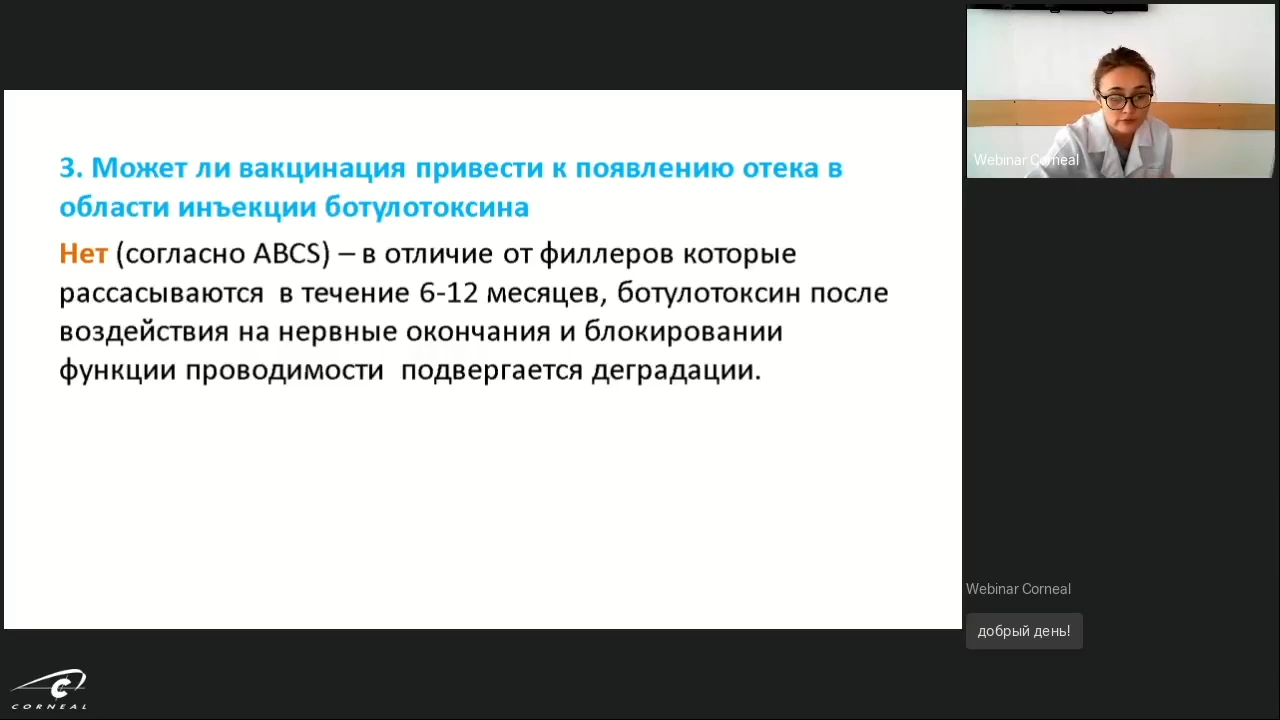 3. Может ли вакцинация привести к появлению отека в
области инъекции ботулотоксина
Нет (согласно ABCS) – в отличие от филлеров которые
рассасываются в течение 6-12 месяцев, ботулотоксин после
воздействия на нервные окончания и блокировании
функции проводимости подвергается деградации.
Webinar Corneal
Webinar Corneal
добрый день!
CORNEAL